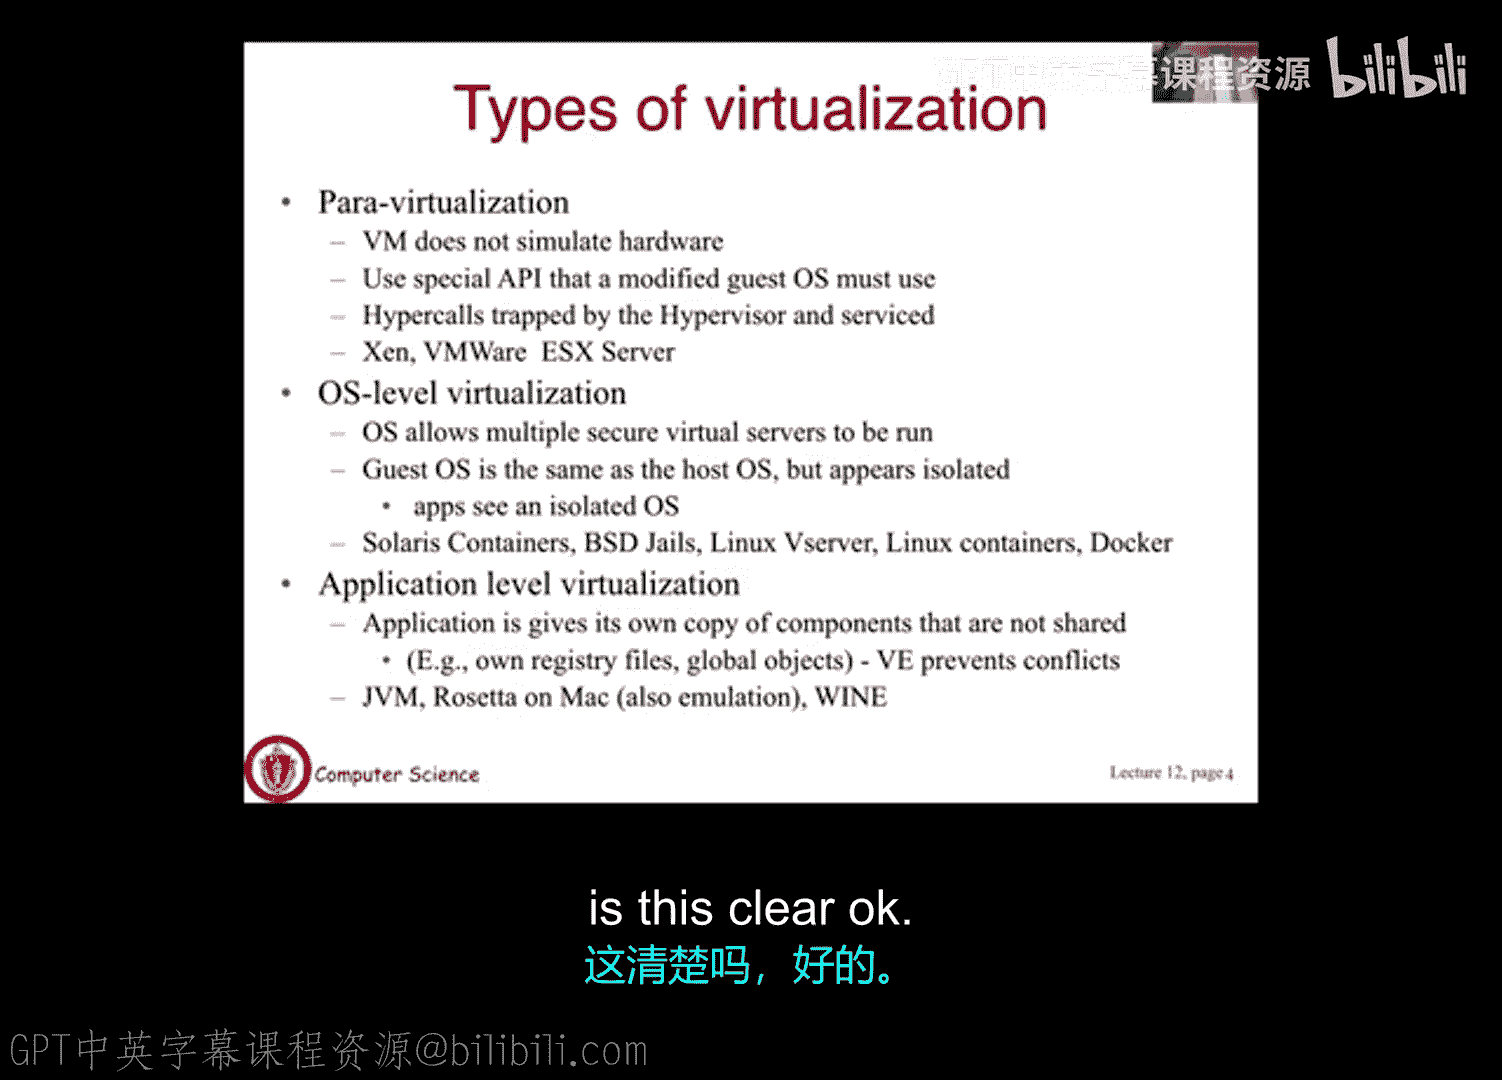 课程资源 bilibili
Types of virtualization
• Para-virtualization
– VM does not simulate hardware
– Use special API that a modified guest OS must use
– Hypercalls trapped by the Hypervisor and serviced
– Xen, VMWare ESX Server
• OS-level virtualization
– OS allows multiple secure virtual servers to be run
– Guest OS is the same as the host OS, but appears isolated
• apps see an isolated OS
– Solaris Containers, BSD Jails, Linux Vserver, Linux containers, Docker
• Application level virtualization
– Application is gives its own copy of components that are not shared
• (E.g., own registry files, global objects) - VE prevents conflicts
– JVM, Rosetta on Mac (also emulation), WINE
Computer Science
Lecture 12, page 4
is this clear ok.
这清楚吗，好的。
GPT中英字幕课程资源@bilibili.com